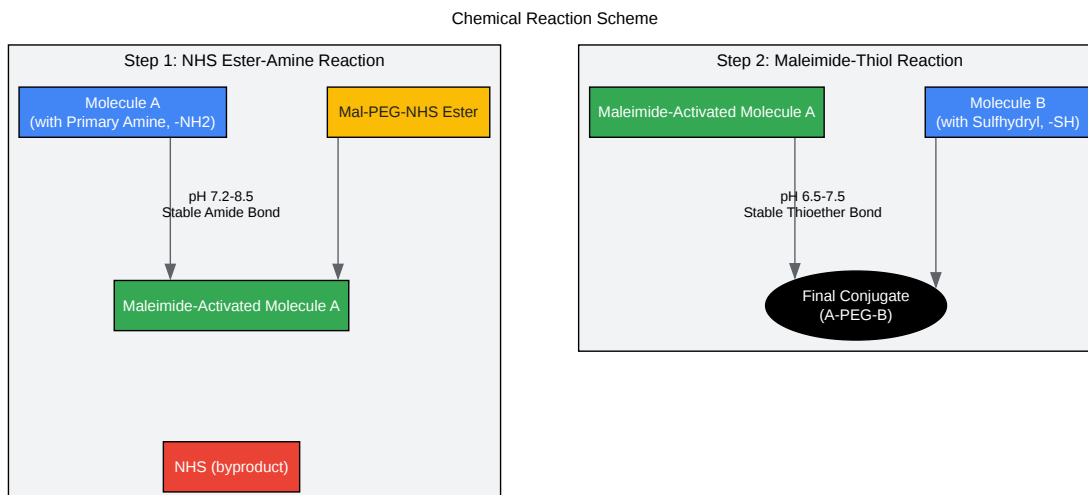 Chemical Reaction Scheme
Step 1: NHS Ester-Amine Reaction
Molecule A
(with Primary Amine, -NH2)
Mal-PEG-NHS Ester
pH 7.2-8.5
Stable Amide Bond
Maleimide-Activated Molecule A
NHS (byproduct)
Step 2: Maleimide-Thiol Reaction
Maleimide-Activated Molecule A
Molecule B
(with Sulfhydryl, -SH)
pH 6.5-7.5
Stable Thioether Bond
Final Conjugate
(A-PEG-B)